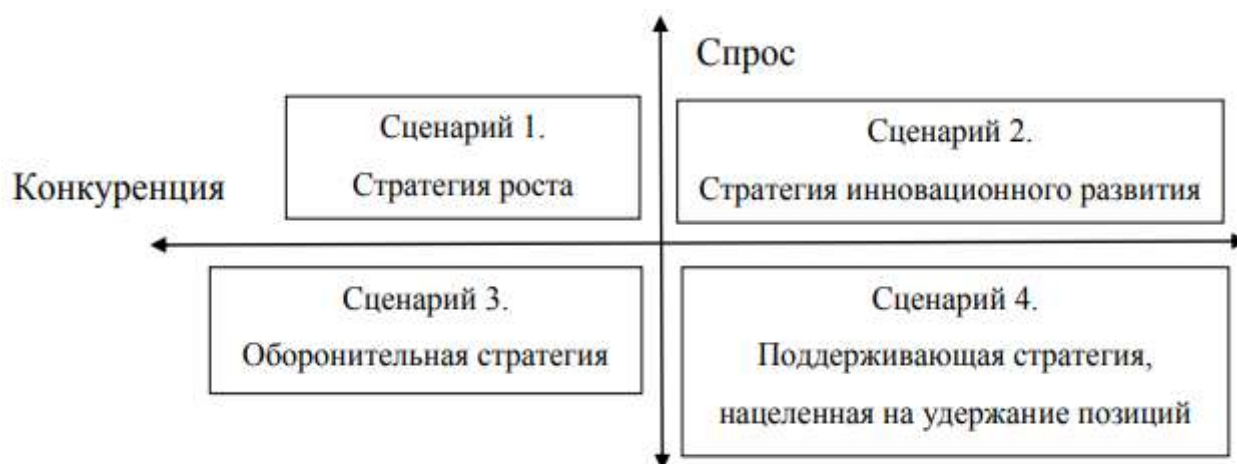 Спрос
Сценарий 1.
Стратегия роста
Сценарий 2.
Стратегия инновационного развития
Конкуренция
Сценарий 3.
Оборонительная стратегия
Сценарий 4.
Поддерживающая стратегия,
нацеленная на удержание позиций